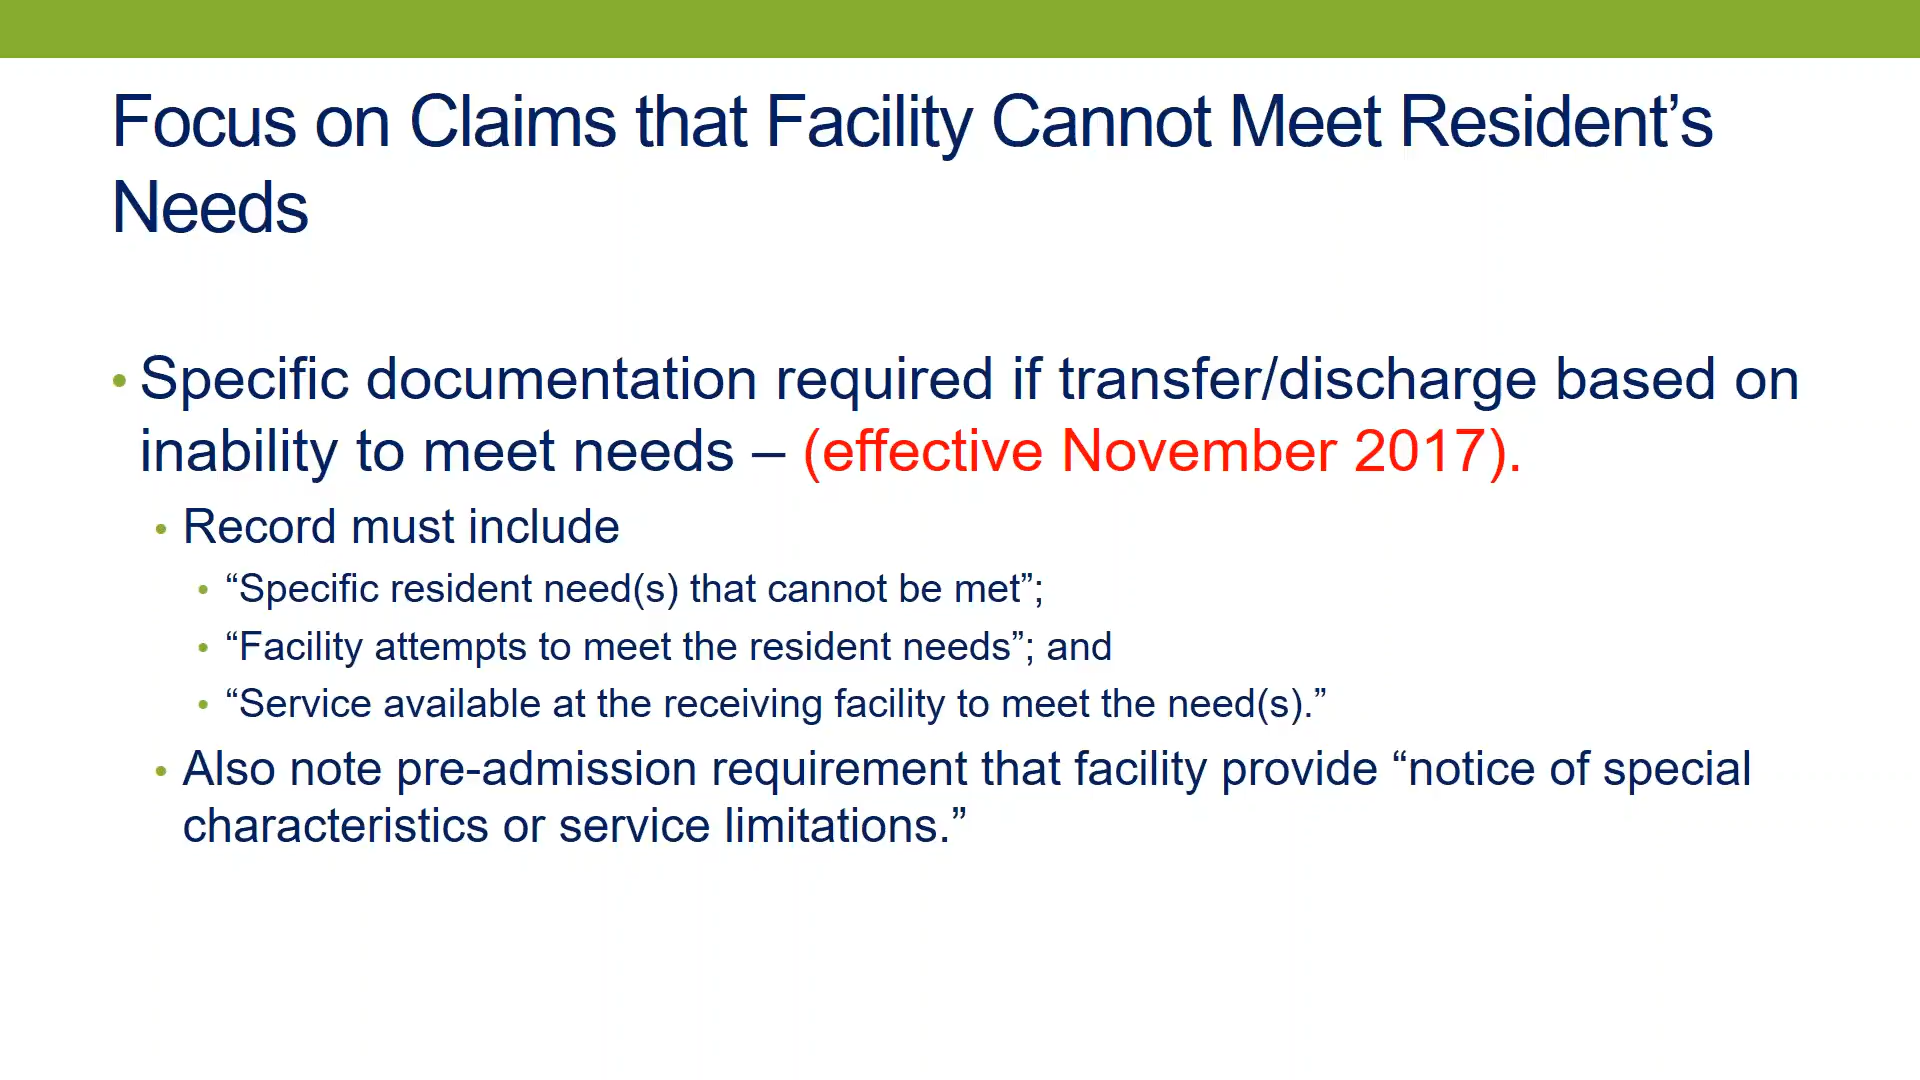 Focus on Claims that Facility Cannot Meet Resident’s
Needs
• Specific documentation required if transfer/discharge based on
inability to meet needs – (effective November 2017).
• Record must include
• “Specific resident need(s) that cannot be met”;
• “Facility attempts to meet the resident needs”; and
• “Service available at the receiving facility to meet the need(s).”
• Also note pre-admission requirement that facility provide “notice of special
characteristics or service limitations.”